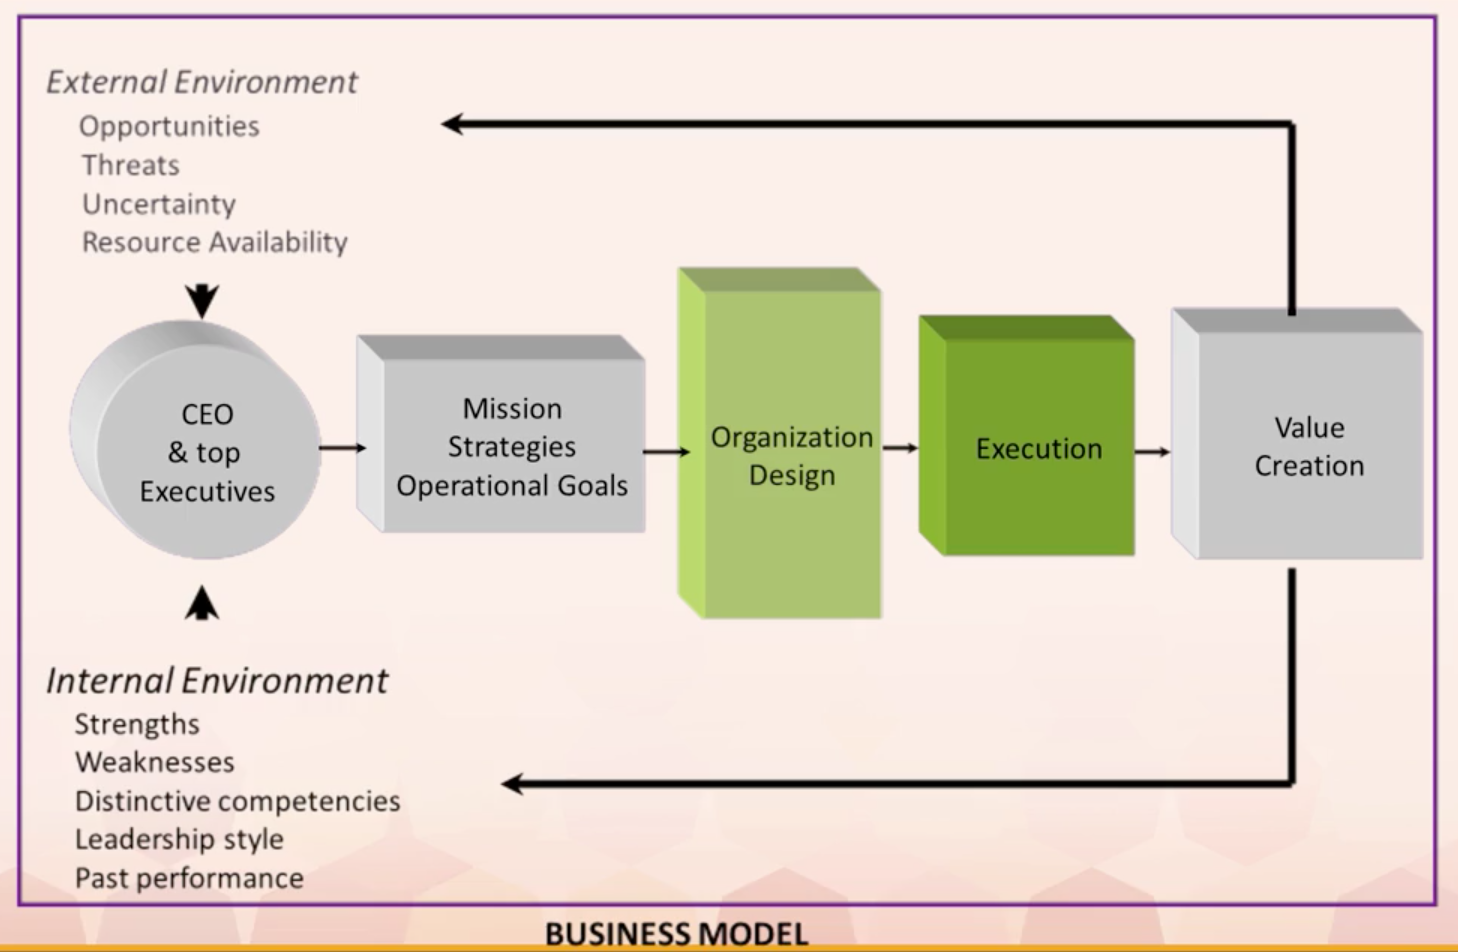 External Environment
Opportunities
Threats
Uncertainty
Resource Availability
CEO
& top
Executives
Mission
Strategies
Operational Goals
Organization
Design
Execution
Value
Creation
Internal Environment
Strengths
Weaknesses
Distinctive competencies
Leadership style
Past performance
BUSINESS MODEL